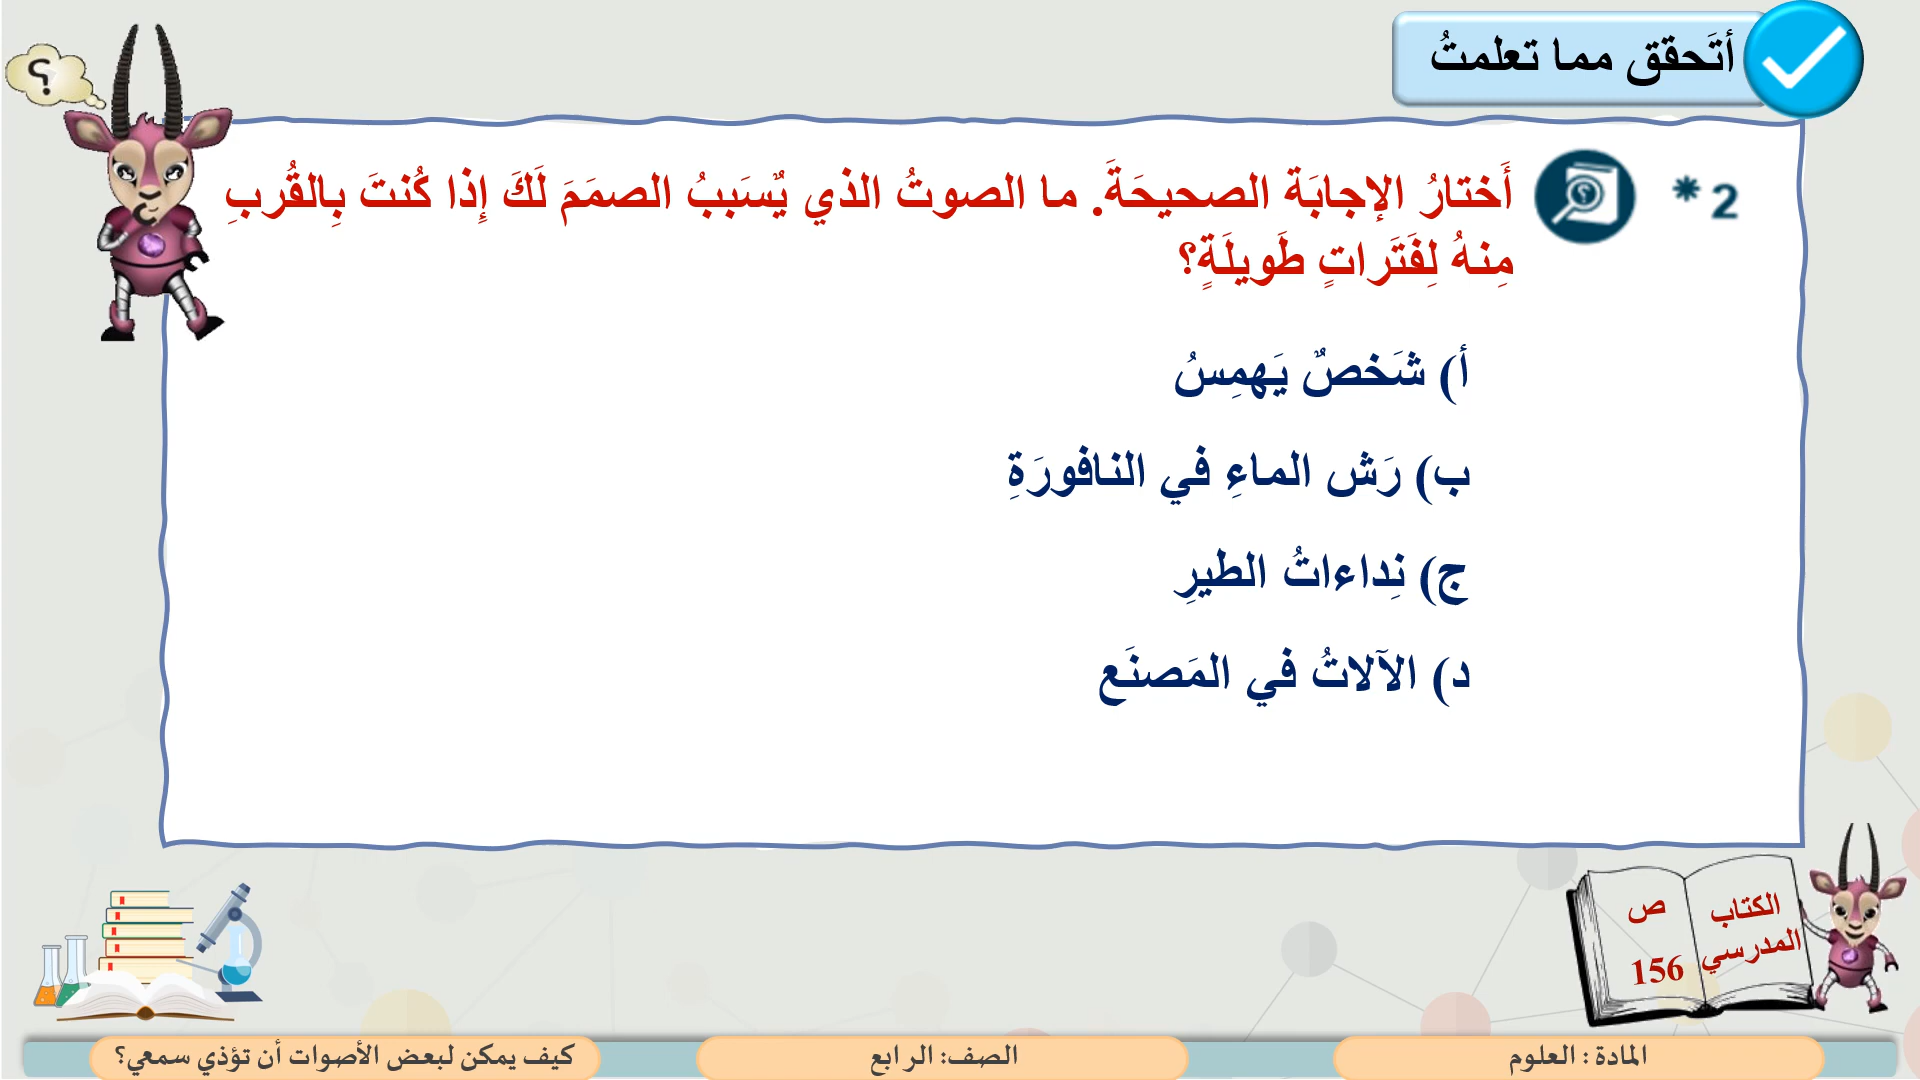 أتَحقق مما تعلمتُ
؟
2 *
أَختارُ الإجابَة الصحيحَةَ. ما الصوتُ الذي يٌسَببُ الصمَمَ لَكَ إِذا كُنتَ بِالقُربِ
مِنهُ لِفَتَراتٍ طَويلَةٍ؟
أ) شَخصٌ يَهمِسُ
ب) رَش الماءِ في النافورَةِ
ج) نِداءاتُ الطيرِ
د) الآلاتُ في المَصنَع
الكتاب
المدرسي
ص
156
المادة : العلوم
الصف: الرابع
كيف يمكن لبعض الأصوات أن تؤذي سمعي؟